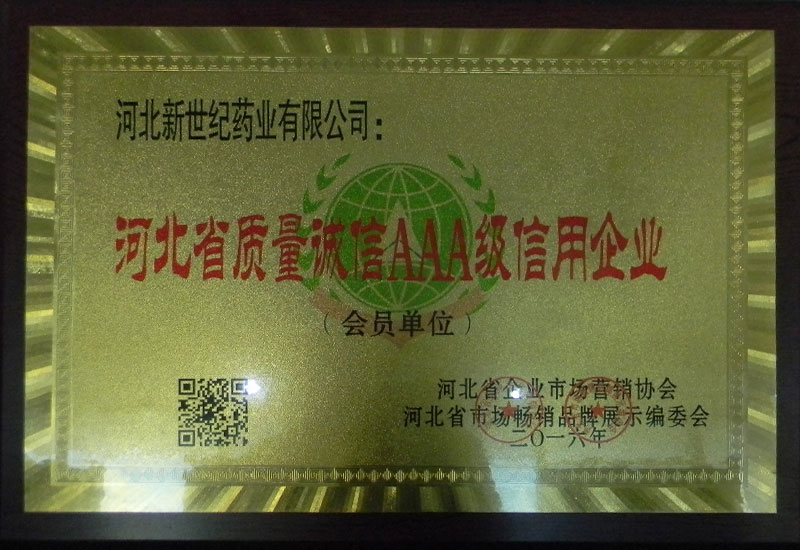 河北新世纪药业有限公司：
河北省质量诚信AAA级信用企业
（会员单位）
河北省企业市场营销协会
河北省市场畅销品牌展示编委会
二〇一六年